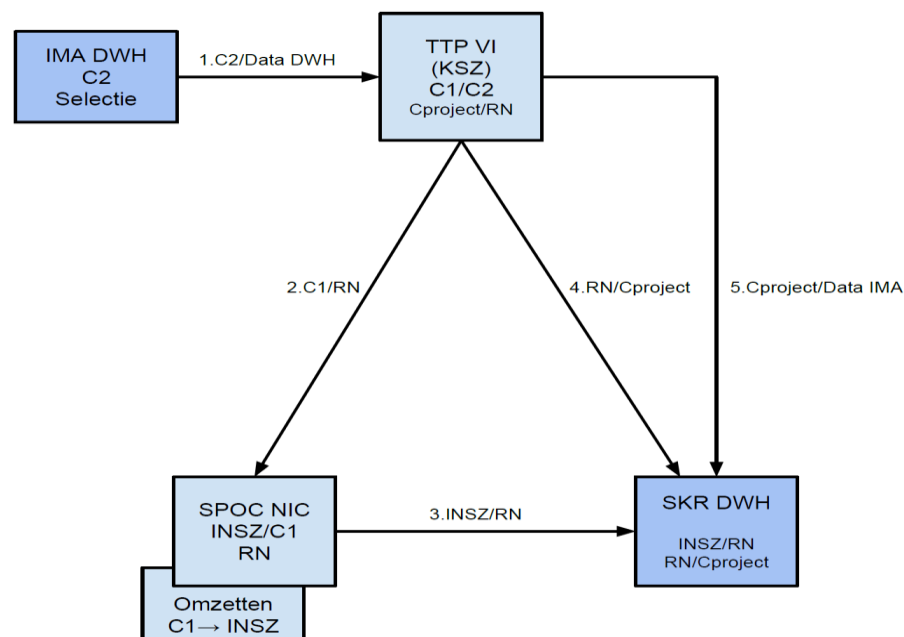 IMA DWH
C2
Selectie
1.C2/Data DWH
TTP VI
(KSZ)
C1/C2
Cproject/RN
2.C1/RN
4.RN/Cproject
5.Cproject/Data IMA
SPOC NIC
INSZ/C1
RN
3.INSZ/RN
SKR DWH
INSZ/RN
RN/Cproject
Omzetten
C1→ INSZ